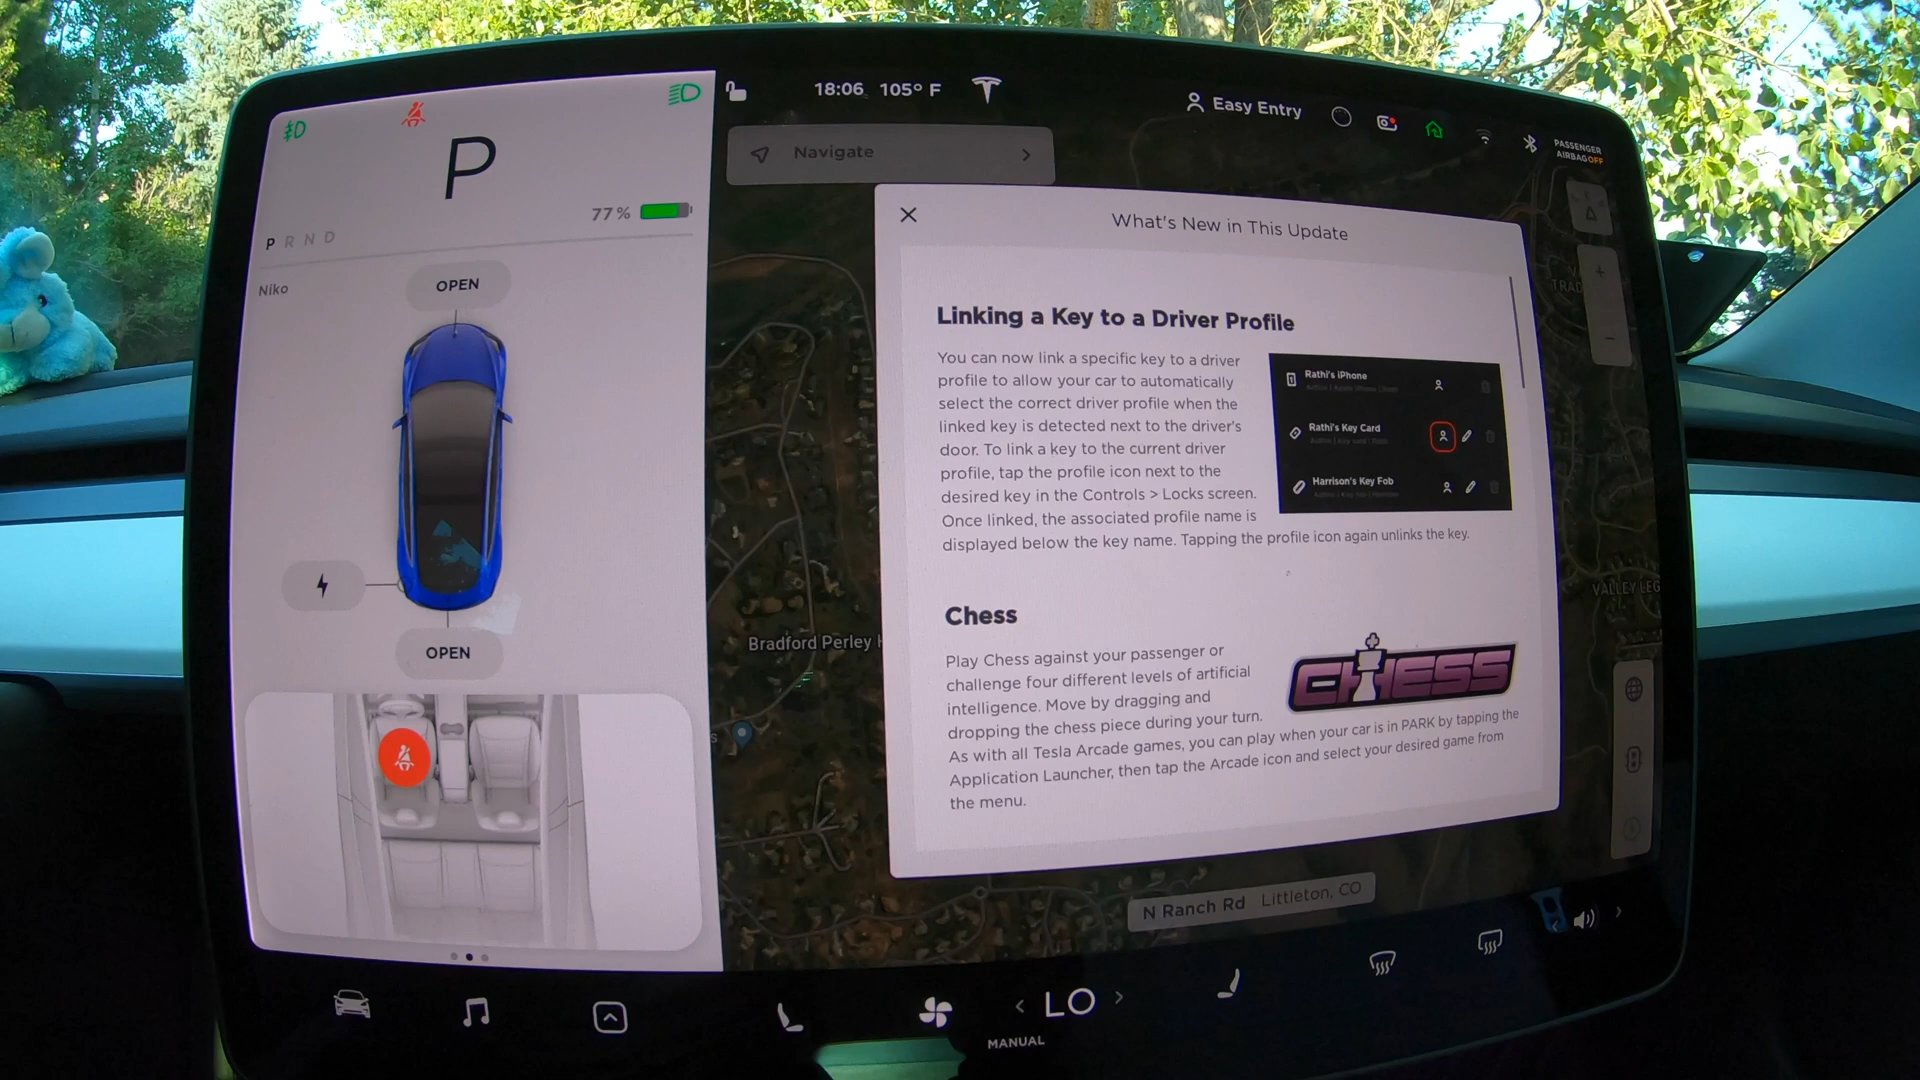 18:06 105° F
Easy Entry
PASSENGER
AIRBAG OFF
P
77 %
P R N D
Niko
OPEN
OPEN
Navigate
What's New in This Update
Linking a Key to a Driver Profile
You can now link a specific key to a driver
profile to allow your car to automatically
select the correct driver profile when the
linked key is detected next to the driver's
door. To link a key to the current driver
profile, tap the profile icon next to the
desired key in the Controls > Locks screen.
Once linked, the associated profile name is
displayed below the key name. Tapping the profile icon again unlinks the key.
Rathi's iPhone
Rathi's Key Card
Harrison's Key Fob
Chess
Play Chess against your passenger or
challenge four different levels of artificial
intelligence. Move by dragging and
dropping the chess piece during your turn.
As with all Tesla Arcade games, you can play when your car is in PARK by tapping the
Application Launcher, then tap the Arcade icon and select your desired game from
the menu.
CHESS
Bradford Perley
VALLEY LEG
N Ranch Rd Littleton, CO
LO
MANUAL